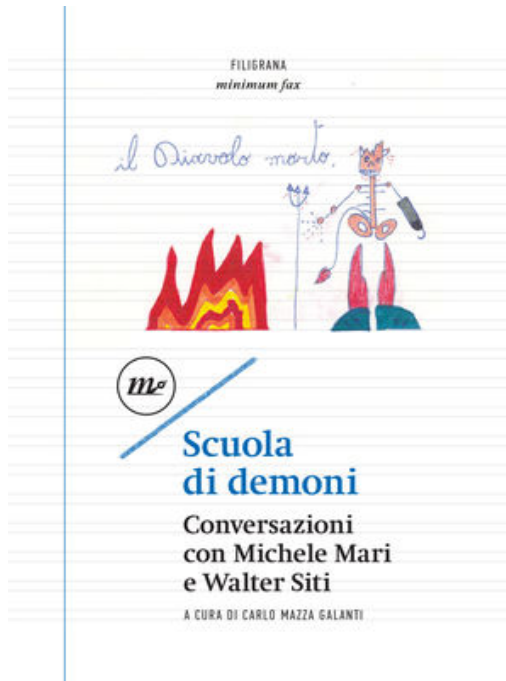 FILIGRANA
minimum fax
il Diavolo morto.
m
Scuola
di demoni
Conversazioni
con Michele Mari
e Walter Siti
A CURA DI CARLO MAZZA GALANTI